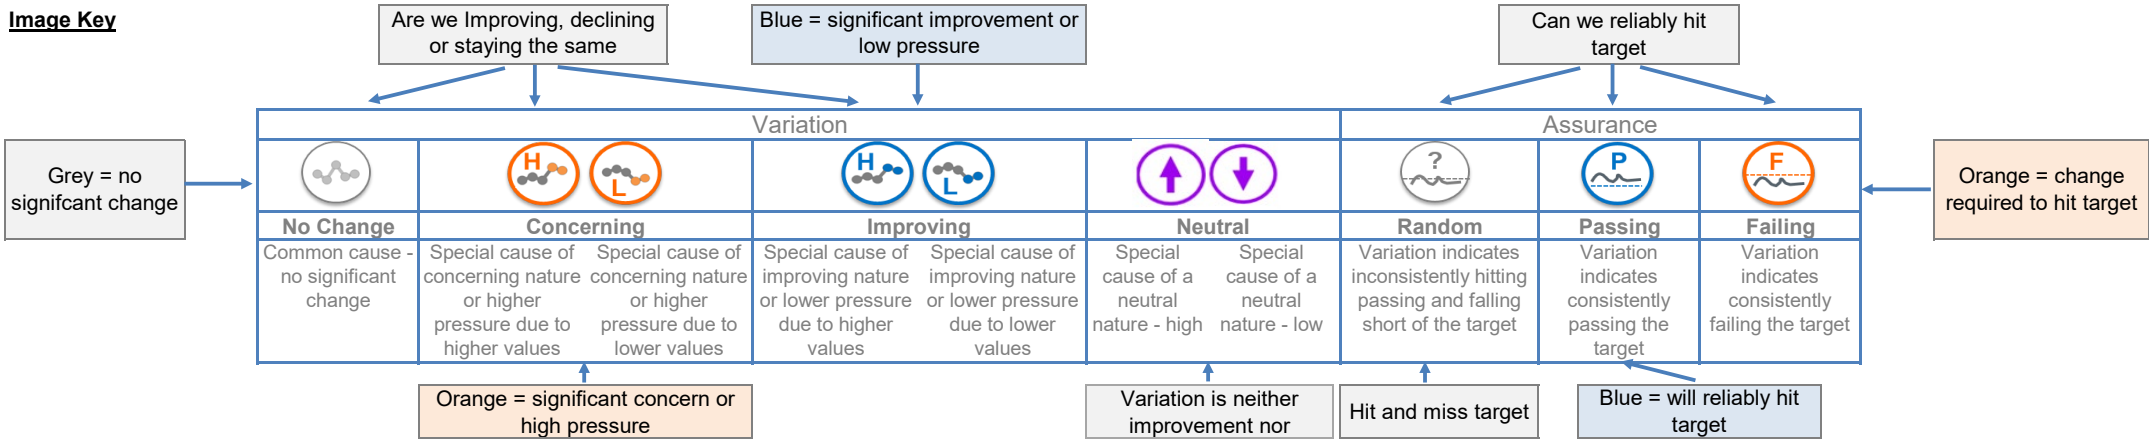 Image Key
Are we Improving, declining
or staying the same
Blue = significant improvement or
low pressure
Can we reliably hit
target
Grey = no
signifcant change
Variation
Assurance
H
L
H
L
?
P
F
Orange = change
required to hit target
No Change
Concerning
Improving
Neutral
Random
Passing
Failing
Common cause -
no significant
change
Special cause of
concerning nature
or higher
pressure due to
higher values
Special cause of
concerning nature
or higher
pressure due to
lower values
Special cause of
improving nature
or lower pressure
due to higher
values
Special cause of
improving nature
or lower pressure
due to lower
values
Special
cause of a
neutral
nature - high
Special
cause of a
neutral
nature - low
Variation indicates
inconsistently hitting
passing and falling
short of the target
Variation
indicates
consistently
passing the
target
Variation
indicates
consistently
failing the target
Orange = significant concern or
high pressure
Variation is neither
improvement nor
Hit and miss target
Blue = will reliably hit
target